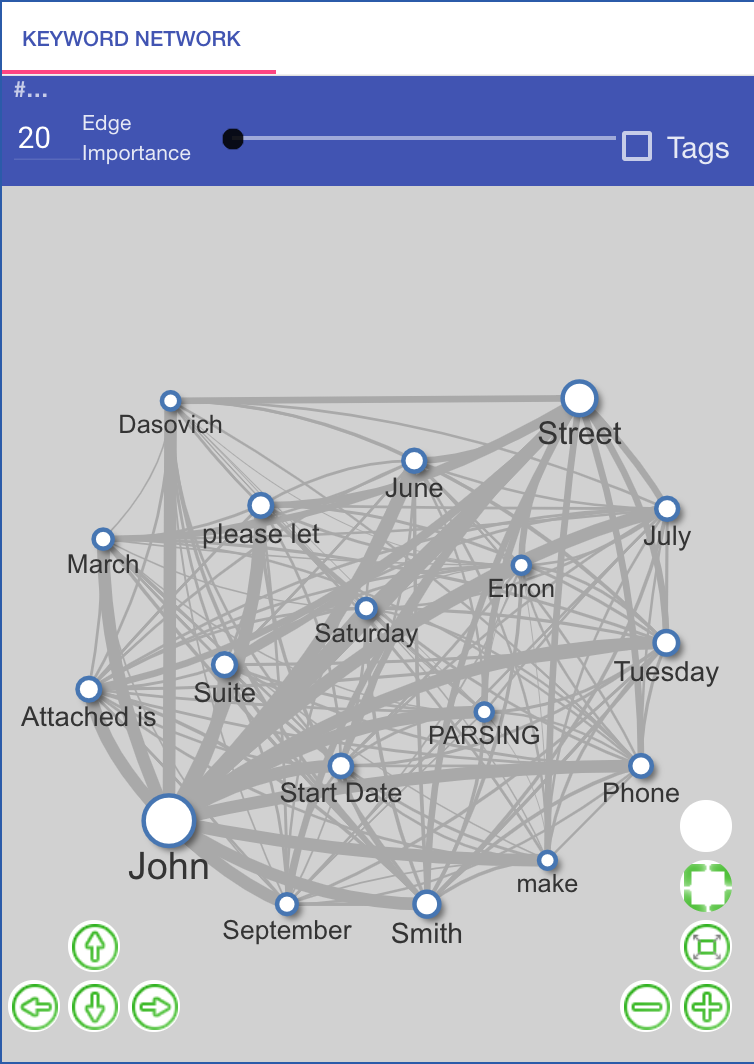 KEYWORD NETWORK
#...
20
Edge
Importance
Tags
Dasovich
Street
June
please let
July
March
Enron
Saturday
Tuesday
Suite
Attached is
PARSING
Start Date
Phone
John
make
September
Smith